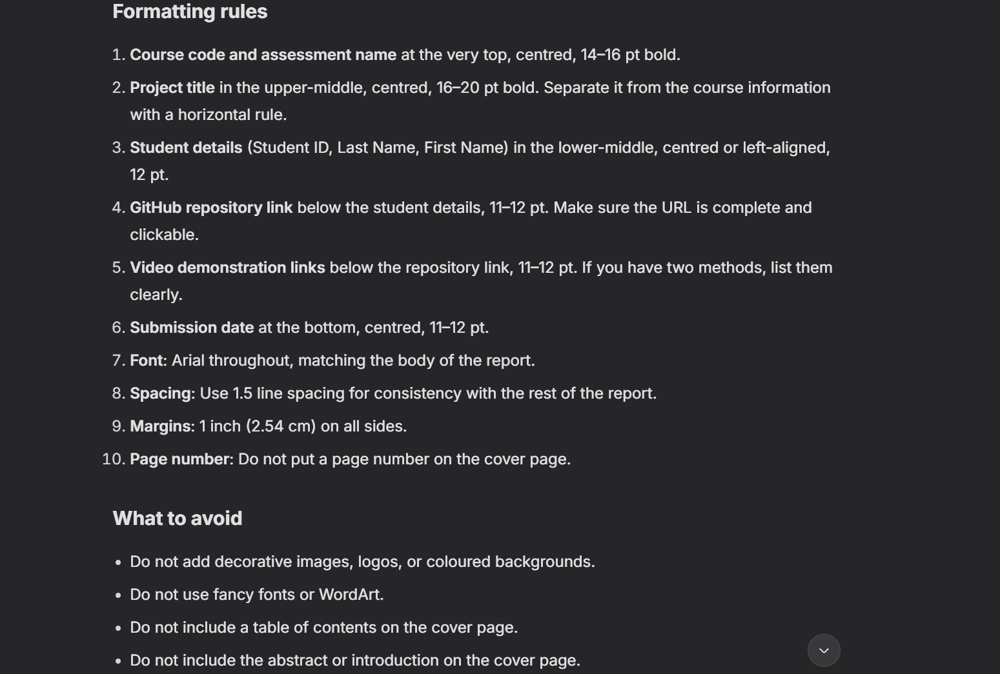 Formatting rules
1. Course code and assessment name at the very top, centred, 14–16 pt bold.
2. Project title in the upper-middle, centred, 16–20 pt bold. Separate it from the course information
with a horizontal rule.
3. Student details (Student ID, Last Name, First Name) in the lower-middle, centred or left-aligned,
12 pt.
4. GitHub repository link below the student details, 11–12 pt. Make sure the URL is complete and
clickable.
5. Video demonstration links below the repository link, 11–12 pt. If you have two methods, list them
clearly.
6. Submission date at the bottom, centred, 11–12 pt.
7. Font: Arial throughout, matching the body of the report.
8. Spacing: Use 1.5 line spacing for consistency with the rest of the report.
9. Margins: 1 inch (2.54 cm) on all sides.
10. Page number: Do not put a page number on the cover page.
What to avoid
• Do not add decorative images, logos, or coloured backgrounds.
• Do not use fancy fonts or WordArt.
• Do not include a table of contents on the cover page.
• Do not include the abstract or introduction on the cover page.